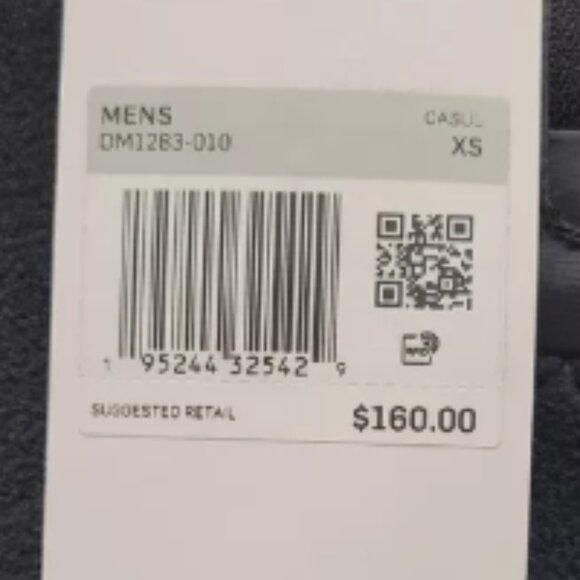 MENS
CASUL
DM1283-010
XS
1 95244 32542 9
SUGGESTED RETAIL
$160.00